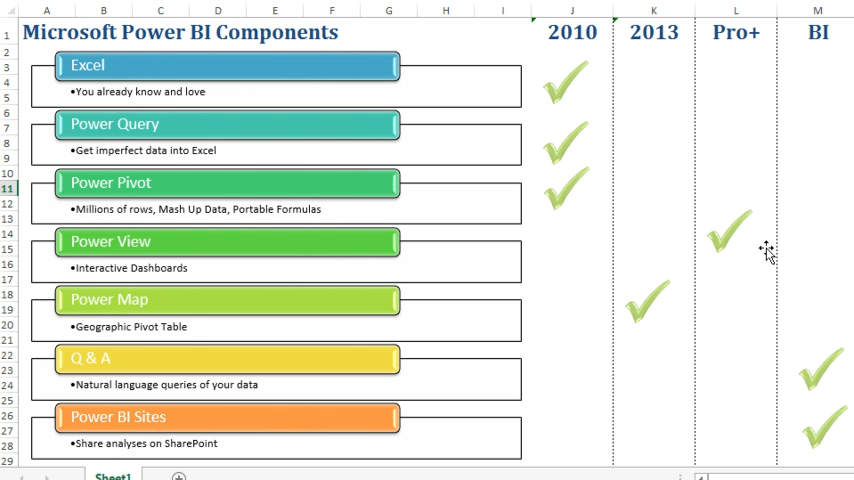 A B C D E F G H I J K L M
1 Microsoft Power BI Components 2010 2013 Pro+ BI
2
3 Excel
4
5 •You already know and love
6
7 Power Query
8
9 •Get imperfect data into Excel
10
11 Power Pivot
12
13 •Millions of rows, Mash Up Data, Portable Formulas
14
15 Power View
16 •Interactive Dashboards
17
18 Power Map
19
20 •Geographic Pivot Table
21
22 Q & A
23
24 •Natural language queries of your data
25
26 Power BI Sites
27
28 •Share analyses on SharePoint
29
Sheet1